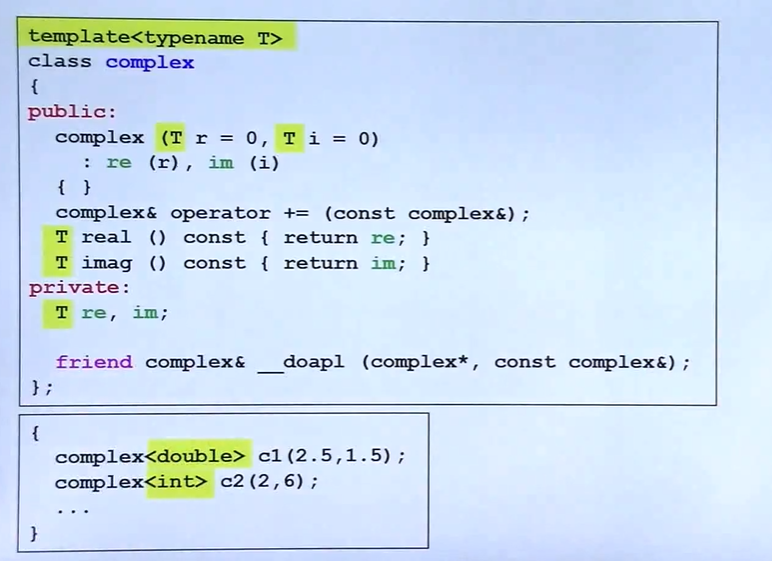 template<typename T>
class complex
{
public:
  complex (T r = 0, T i = 0)
    : re (r), im (i)
  { }
  complex& operator += (const complex&);
  T real () const { return re; }
  T imag () const { return im; }
private:
  T re, im;

  friend complex& __doapl (complex*, const complex&);
};
{
  complex<double> c1(2.5,1.5);
  complex<int> c2(2,6);
  ...
}